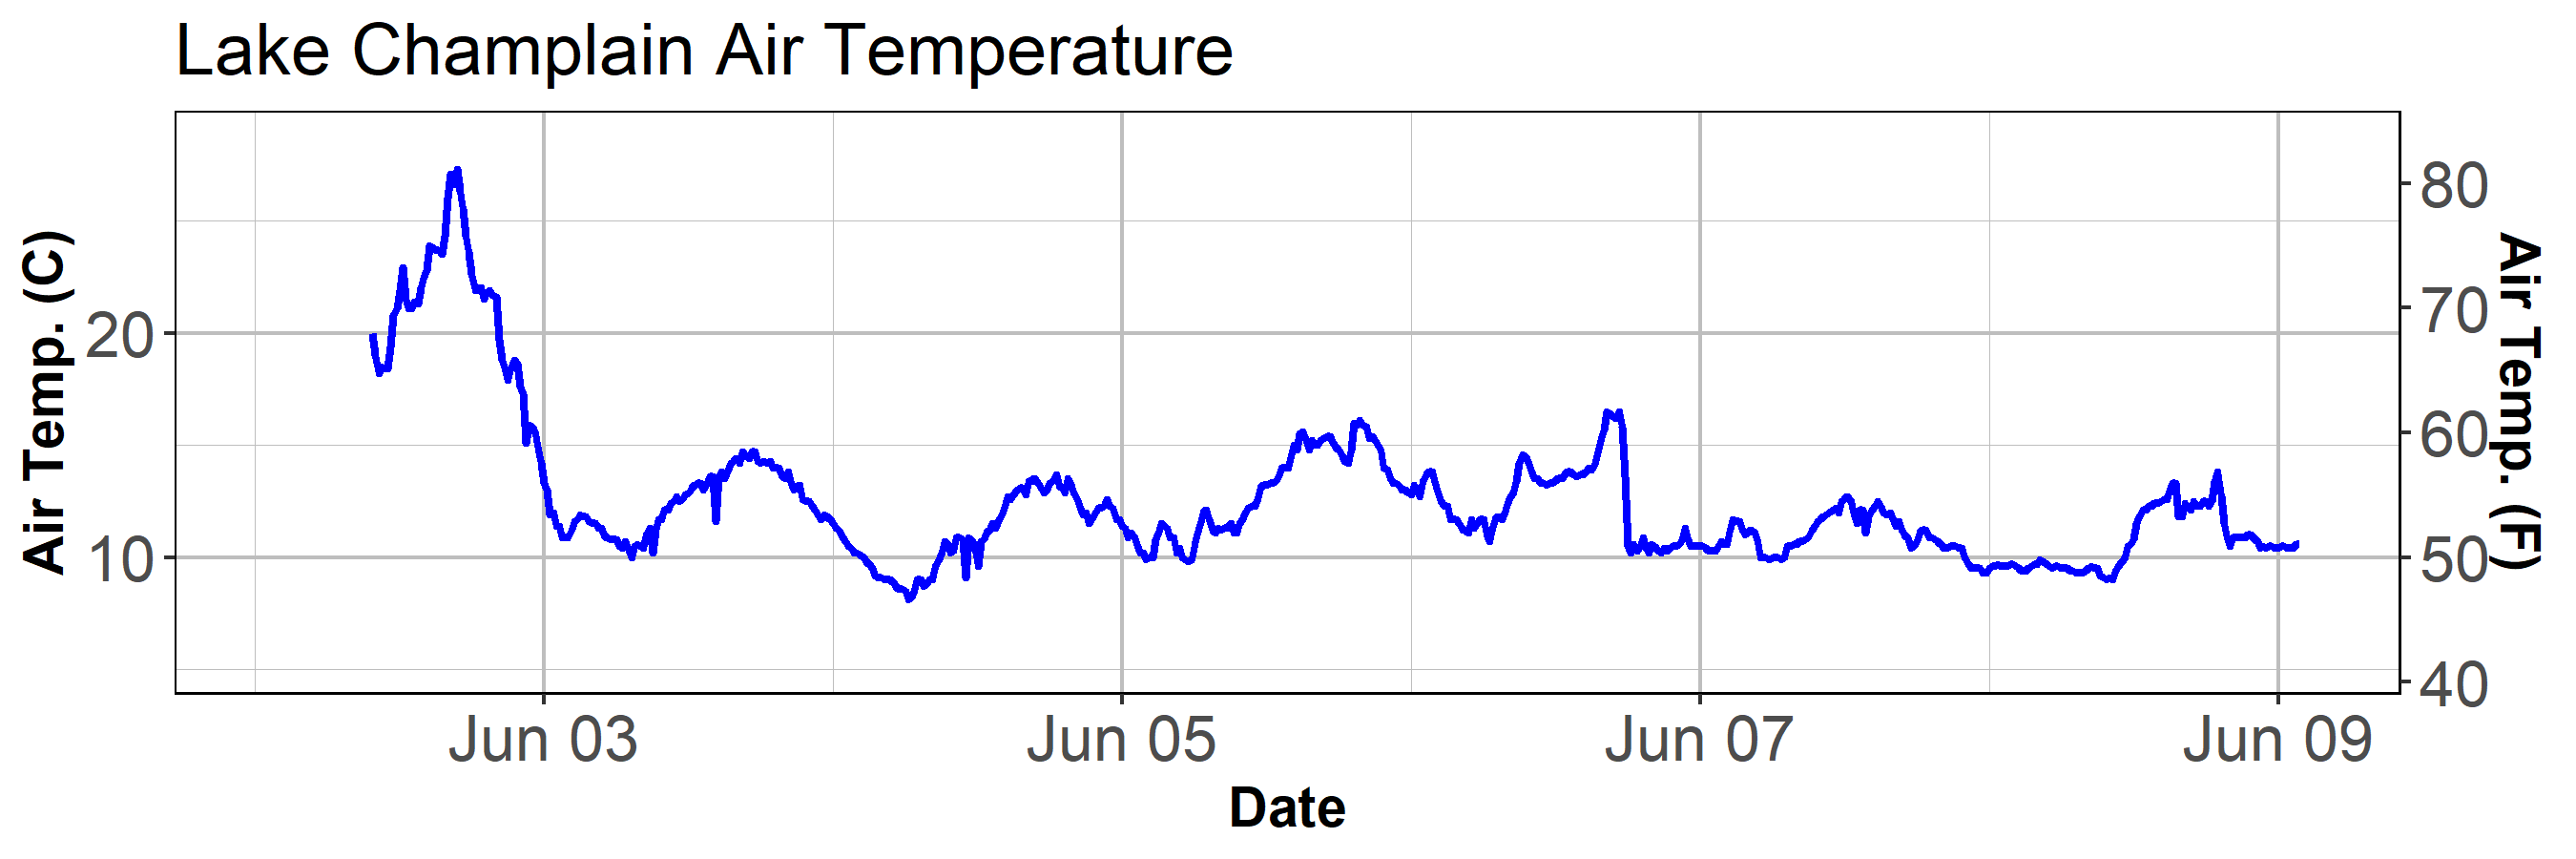 Lake Champlain Air Temperature
Air Temp. (C)
20
10
80
70
60
50
40
Air Temp. (F)
Jun 03
Jun 05
Jun 07
Jun 09
Date